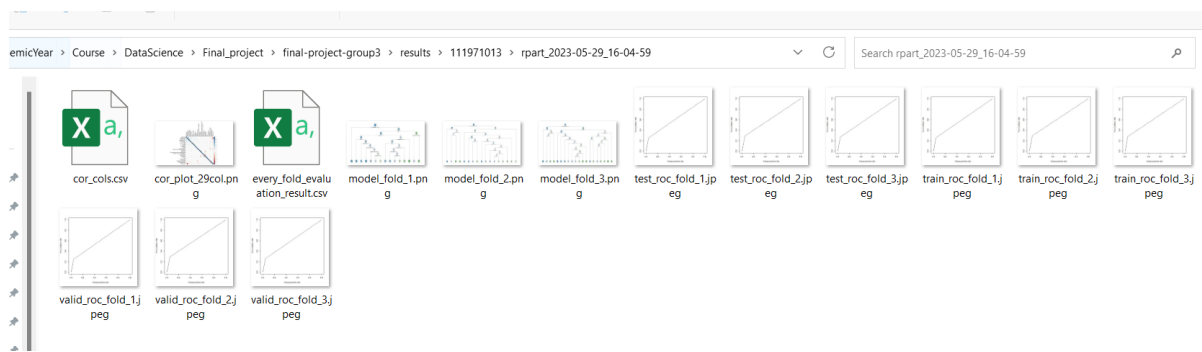 emicYear > Course > DataScience > Final_project > final-project-group3 > results > 111971013 > rpart_2023-05-29_16-04-59
Search rpart_2023-05-29_16-04-59
a,
a,
cor_cols.csv
cor_plot_29col.pn
g
every_fold_evalu
ation_result.csv
model_fold_1.pn
g
model_fold_2.pn
g
model_fold_3.pn
g
test_roc_fold_1.jp
eg
test_roc_fold_2.jp
eg
test_roc_fold_3.jp
eg
train_roc_fold_1.j
peg
train_roc_fold_2.j
peg
train_roc_fold_3.j
peg
valid_roc_fold_1.j
peg
valid_roc_fold_2.j
peg
valid_roc_fold_3.j
peg